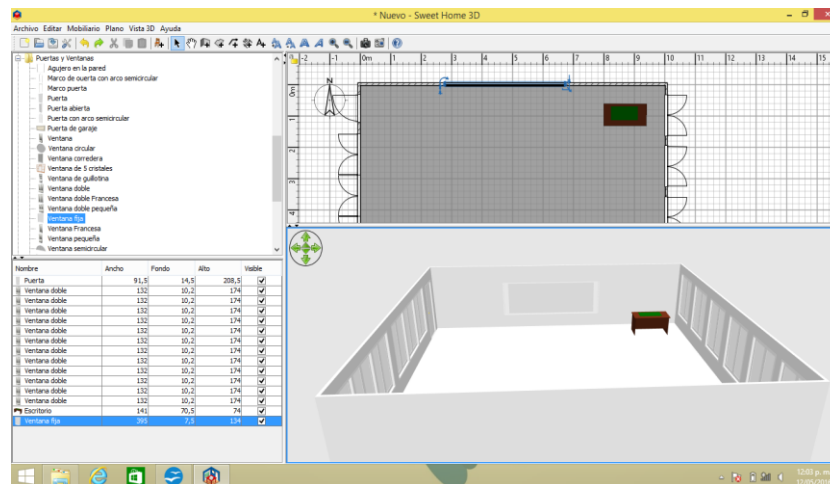 * Nuevo - Sweet Home 3D
Archivo Editar Mobiliario Plano Vista 3D Ayuda
Puertas y Ventanas
Agujero en la pared
Marco de puerta con arco semicircular
Marco puerta
Puerta
Puerta abierta
Puerta con arco semicircular
Puerta de garaje
Ventana
Ventana circular
Ventana corredera
Ventana de 5 cristales
Ventana de guillotina
Ventana doble
Ventana doble Francesa
Ventana doble pequeña
Ventana fija
Ventana Francesa
Ventana pequeña
Ventana semicircular
-2 -1 0m 1 2 3 4 5 6 7 8 9 10 11 12 13 14 15
0m
1
2
3
4
N
Nombre Ancho Fondo Alto Visible
Puerta 91,5 14,5 208,5
Ventana doble 132 10,2 174
Ventana doble 132 10,2 174
Ventana doble 132 10,2 174
Ventana doble 132 10,2 174
Ventana doble 132 10,2 174
Ventana doble 132 10,2 174
Ventana doble 132 10,2 174
Ventana doble 132 10,2 174
Ventana doble 132 10,2 174
Ventana doble 132 10,2 174
Ventana doble 132 10,2 174
Ventana doble 132 10,2 174
Escritorio 141 70,5 74
Ventana fija 395 7,5 134
12:03 p. m.